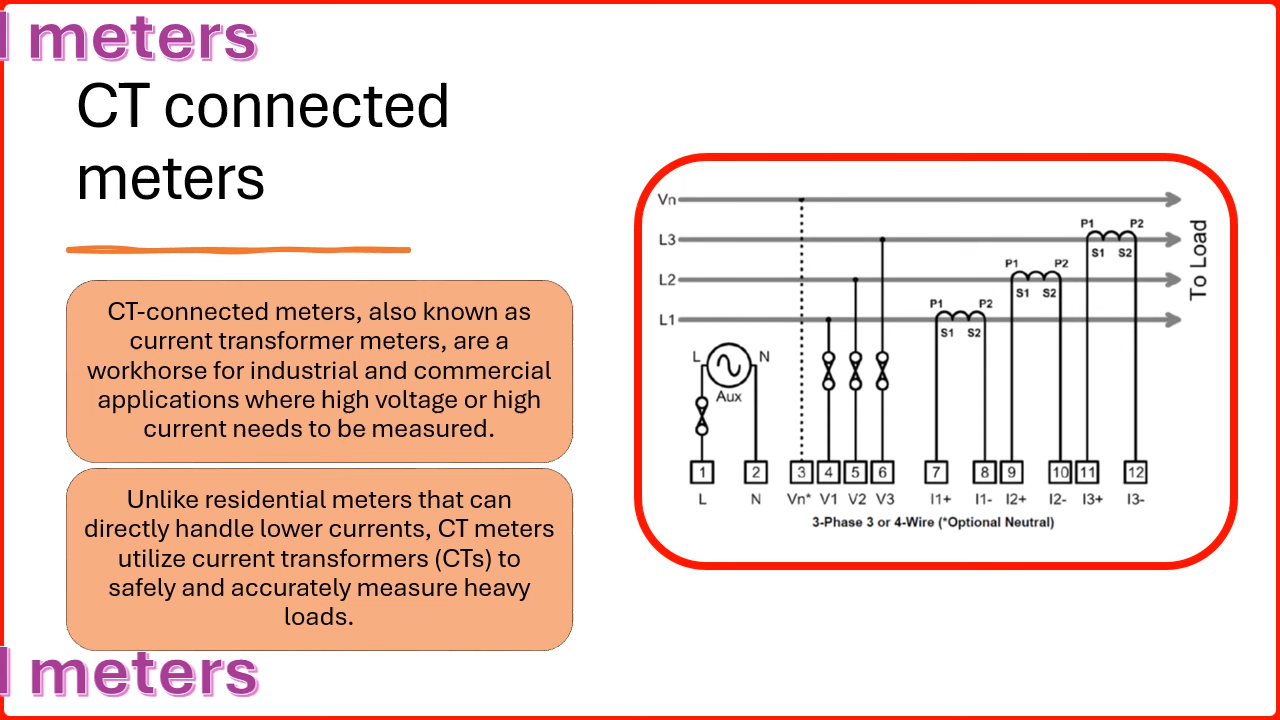 meters
CT connected
meters
CT-connected meters, also known as
current transformer meters, are a
workhorse for industrial and commercial
applications where high voltage or high
current needs to be measured.
Unlike residential meters that can
directly handle lower currents, CT meters
utilize current transformers (CTs) to
safely and accurately measure heavy
loads.
meters
Vn
L3
L2
L1
P1 P2
S1 S2
P1 P2
S1 S2
P1 P2
S1 S2
To Load
L N
Aux
1 2 3 4 5 6 7 8 9 10 11 12
L N Vn* V1 V2 V3 I1+ I1- I2+ I2- I3+ I3-
3-Phase 3 or 4-Wire (*Optional Neutral)